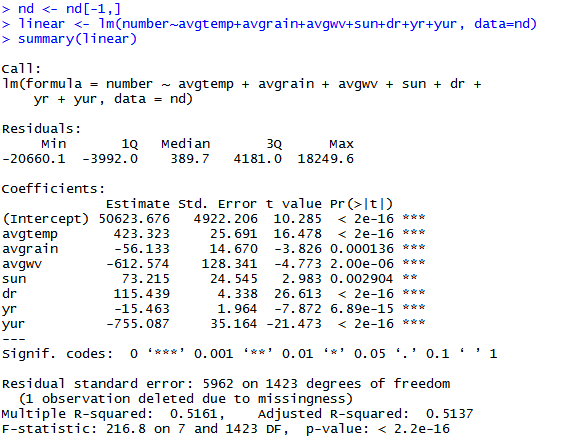 > nd <- nd[-1,]
> linear <- lm(number~avgtemp+avgrain+avgwv+sun+dr+yr+yur, data=nd)
> summary(linear)
Call:
lm(formula = number ~ avgtemp + avgrain + avgwv + sun + dr +
    yr + yur, data = nd)
Residuals:
     Min       1Q   Median       3Q      Max
-20660.1  -3992.0    389.7   4181.0  18249.6
Coefficients:
             Estimate Std. Error t value Pr(>|t|)
(Intercept) 50623.676   4922.206  10.285  < 2e-16 ***
avgtemp       423.323     25.691  16.478  < 2e-16 ***
avgrain       -56.133     14.670  -3.826 0.000136 ***
avgwv        -612.574    128.341  -4.773 2.00e-06 ***
sun            73.215     24.545   2.983 0.002904 **
dr            115.439      4.338  26.613  < 2e-16 ***
yr            -15.463      1.964  -7.872 6.89e-15 ***
yur          -755.087     35.164 -21.473  < 2e-16 ***
---
Signif. codes:  0 ‘***’ 0.001 ‘**’ 0.01 ‘*’ 0.05 ‘.’ 0.1 ‘ ’ 1
Residual standard error: 5962 on 1423 degrees of freedom
  (1 observation deleted due to missingness)
Multiple R-squared:  0.5161,    Adjusted R-squared:  0.5137
F-statistic: 216.8 on 7 and 1423 DF,  p-value: < 2.2e-16